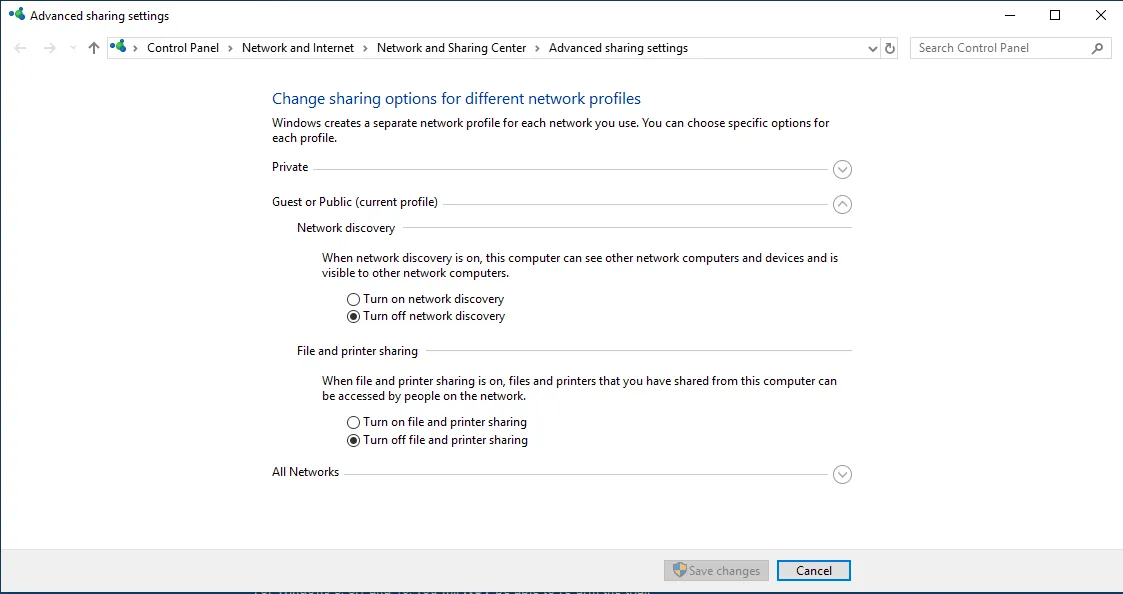 Advanced sharing settings
Control Panel > Network and Internet > Network and Sharing Center > Advanced sharing settings
Search Control Panel
Change sharing options for different network profiles
Windows creates a separate network profile for each network you use. You can choose specific options for
each profile.
Private
Guest or Public (current profile)
Network discovery
When network discovery is on, this computer can see other network computers and devices and is
visible to other network computers.
Turn on network discovery
Turn off network discovery
File and printer sharing
When file and printer sharing is on, files and printers that you have shared from this computer can
be accessed by people on the network.
Turn on file and printer sharing
Turn off file and printer sharing
All Networks
Save changes
Cancel